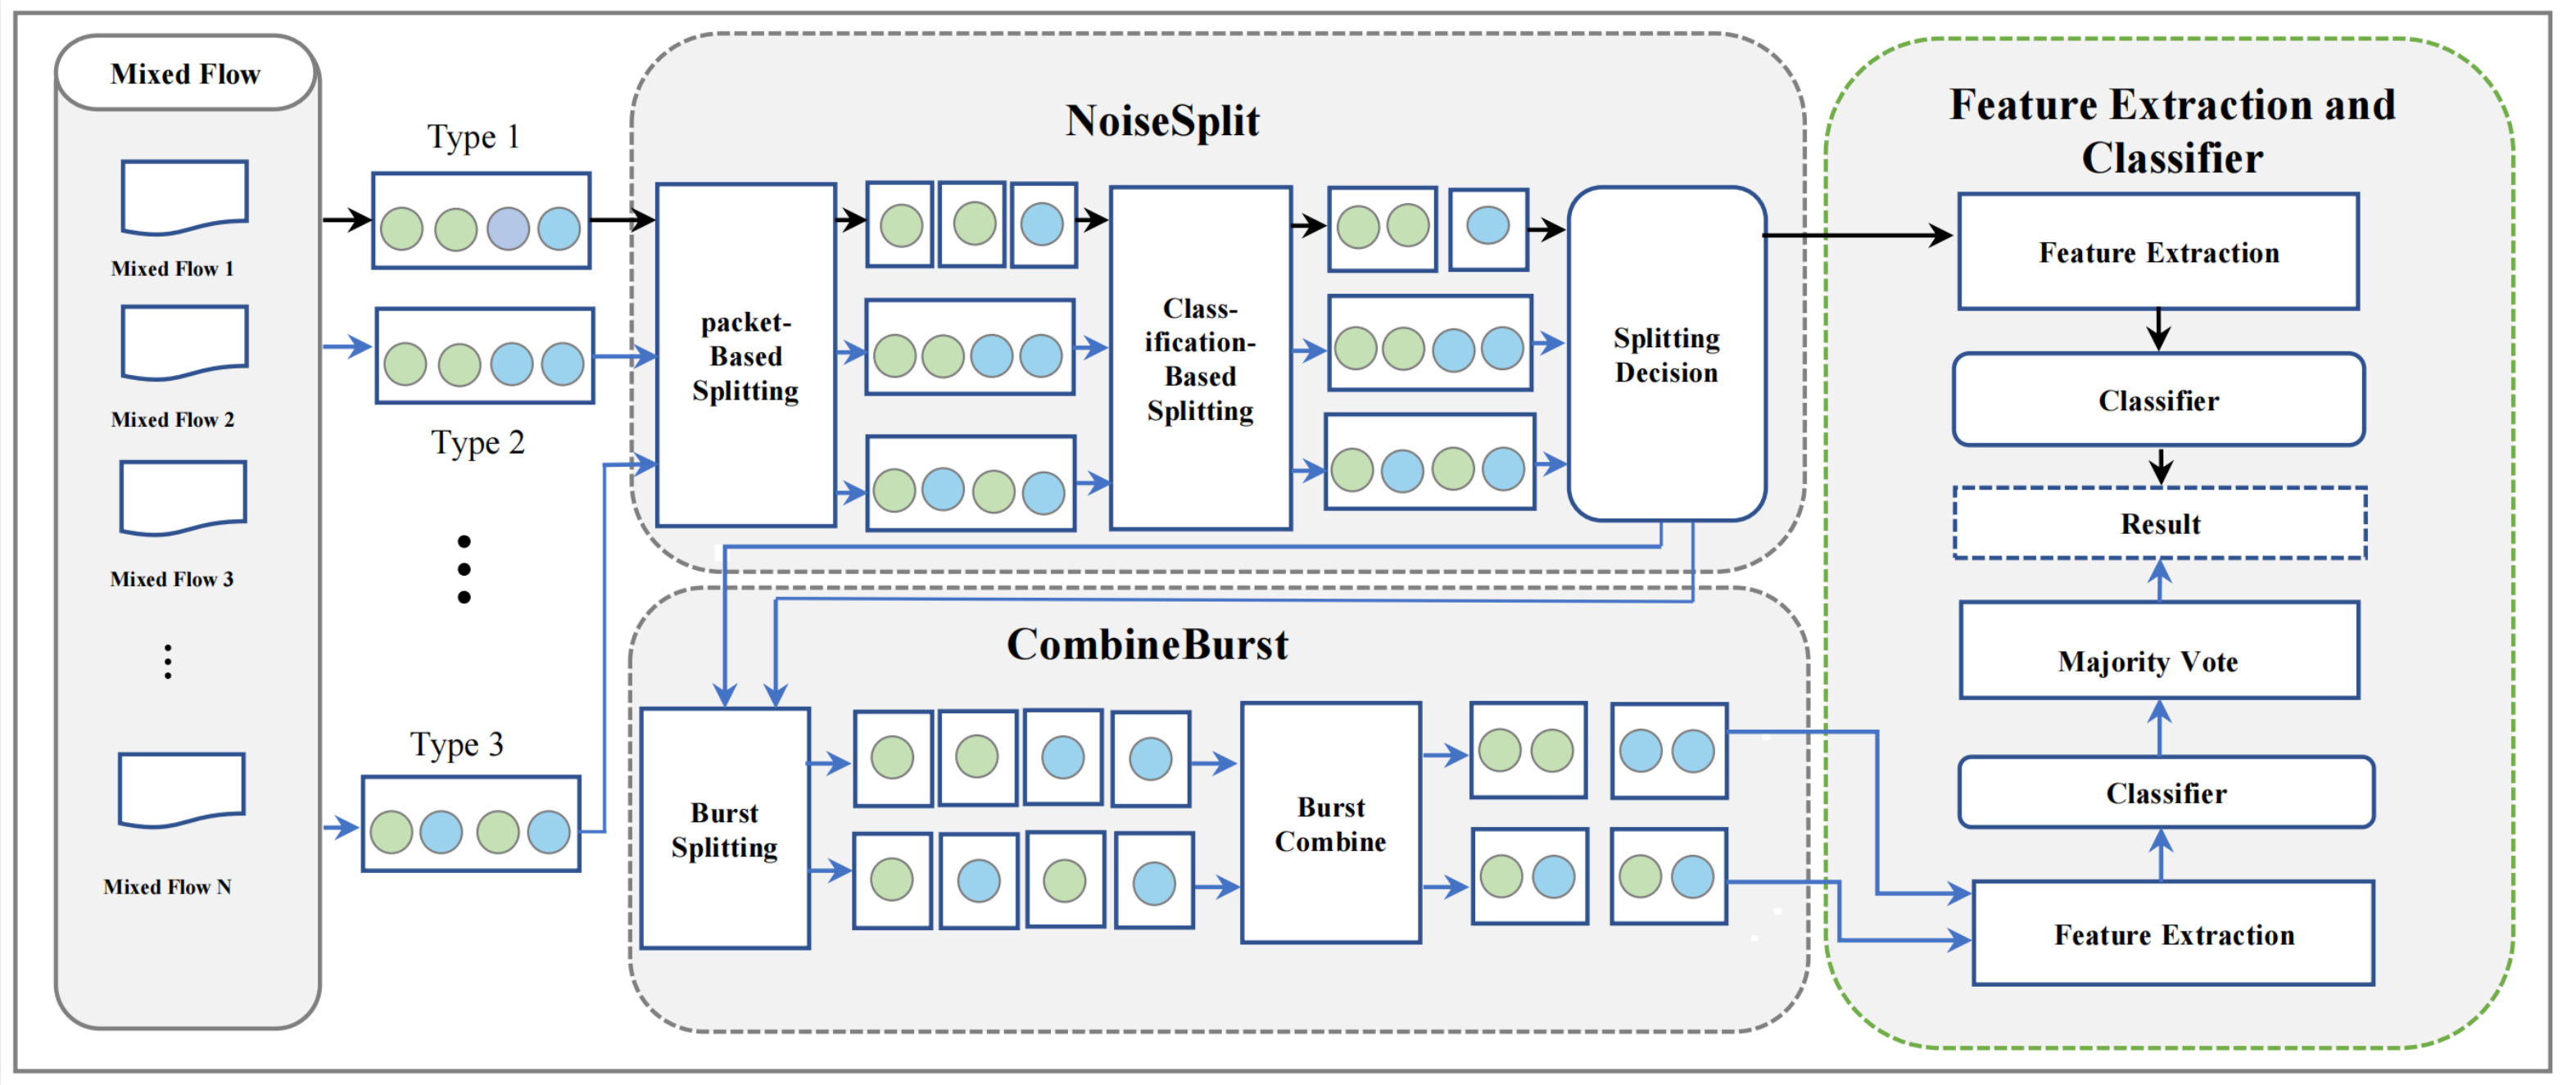 Mixed Flow
Mixed Flow 1
Mixed Flow 2
Mixed Flow 3
Mixed Flow N
Type 1
Type 2
Type 3
NoiseSplit
packet-
Based
Splitting
Class-
ification-
Based
Splitting
Splitting
Decision
CombineBurst
Burst
Splitting
Burst
Combine
Feature Extraction and
Classifier
Feature Extraction
Classifier
Result
Majority Vote
Classifier
Feature Extraction